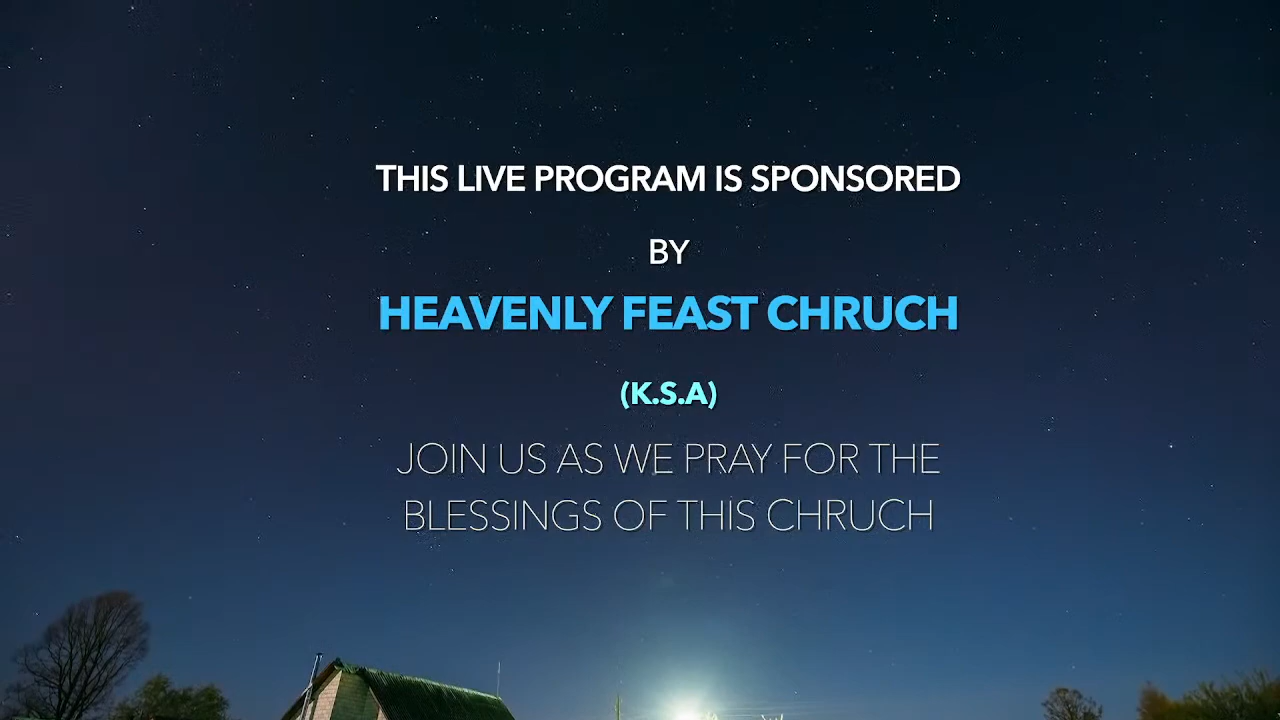 THIS LIVE PROGRAM IS SPONSORED
BY
HEAVENLY FEAST CHRUCH
(K.S.A)
JOIN US AS WE PRAY FOR THE
BLESSINGS OF THIS CHRUCH